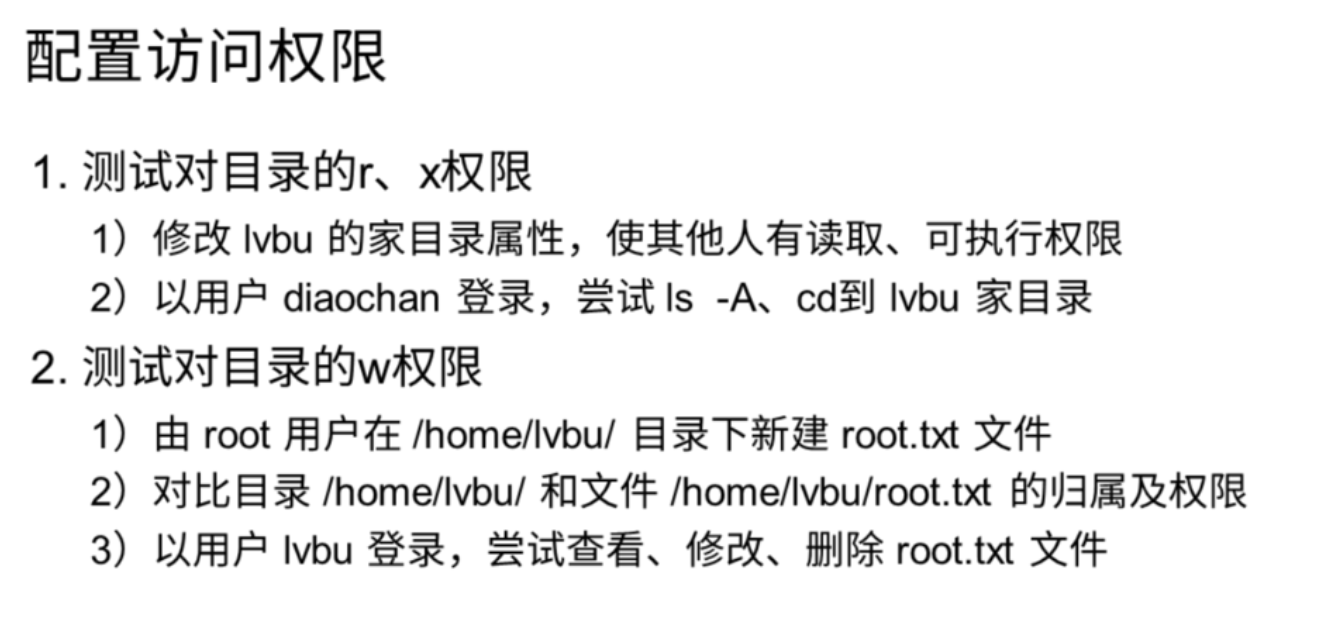 配置访问权限
1. 测试对目录的r、x权限
1）修改 lvbu 的家目录属性，使其他人有读取、可执行权限
2）以用户 diaochan 登录，尝试 ls -A、cd到 lvbu 家目录
2. 测试对目录的w权限
1）由 root 用户在 /home/lvbu/ 目录下新建 root.txt 文件
2）对比目录 /home/lvbu/ 和文件 /home/lvbu/root.txt 的归属及权限
3）以用户 lvbu 登录，尝试查看、修改、删除 root.txt 文件